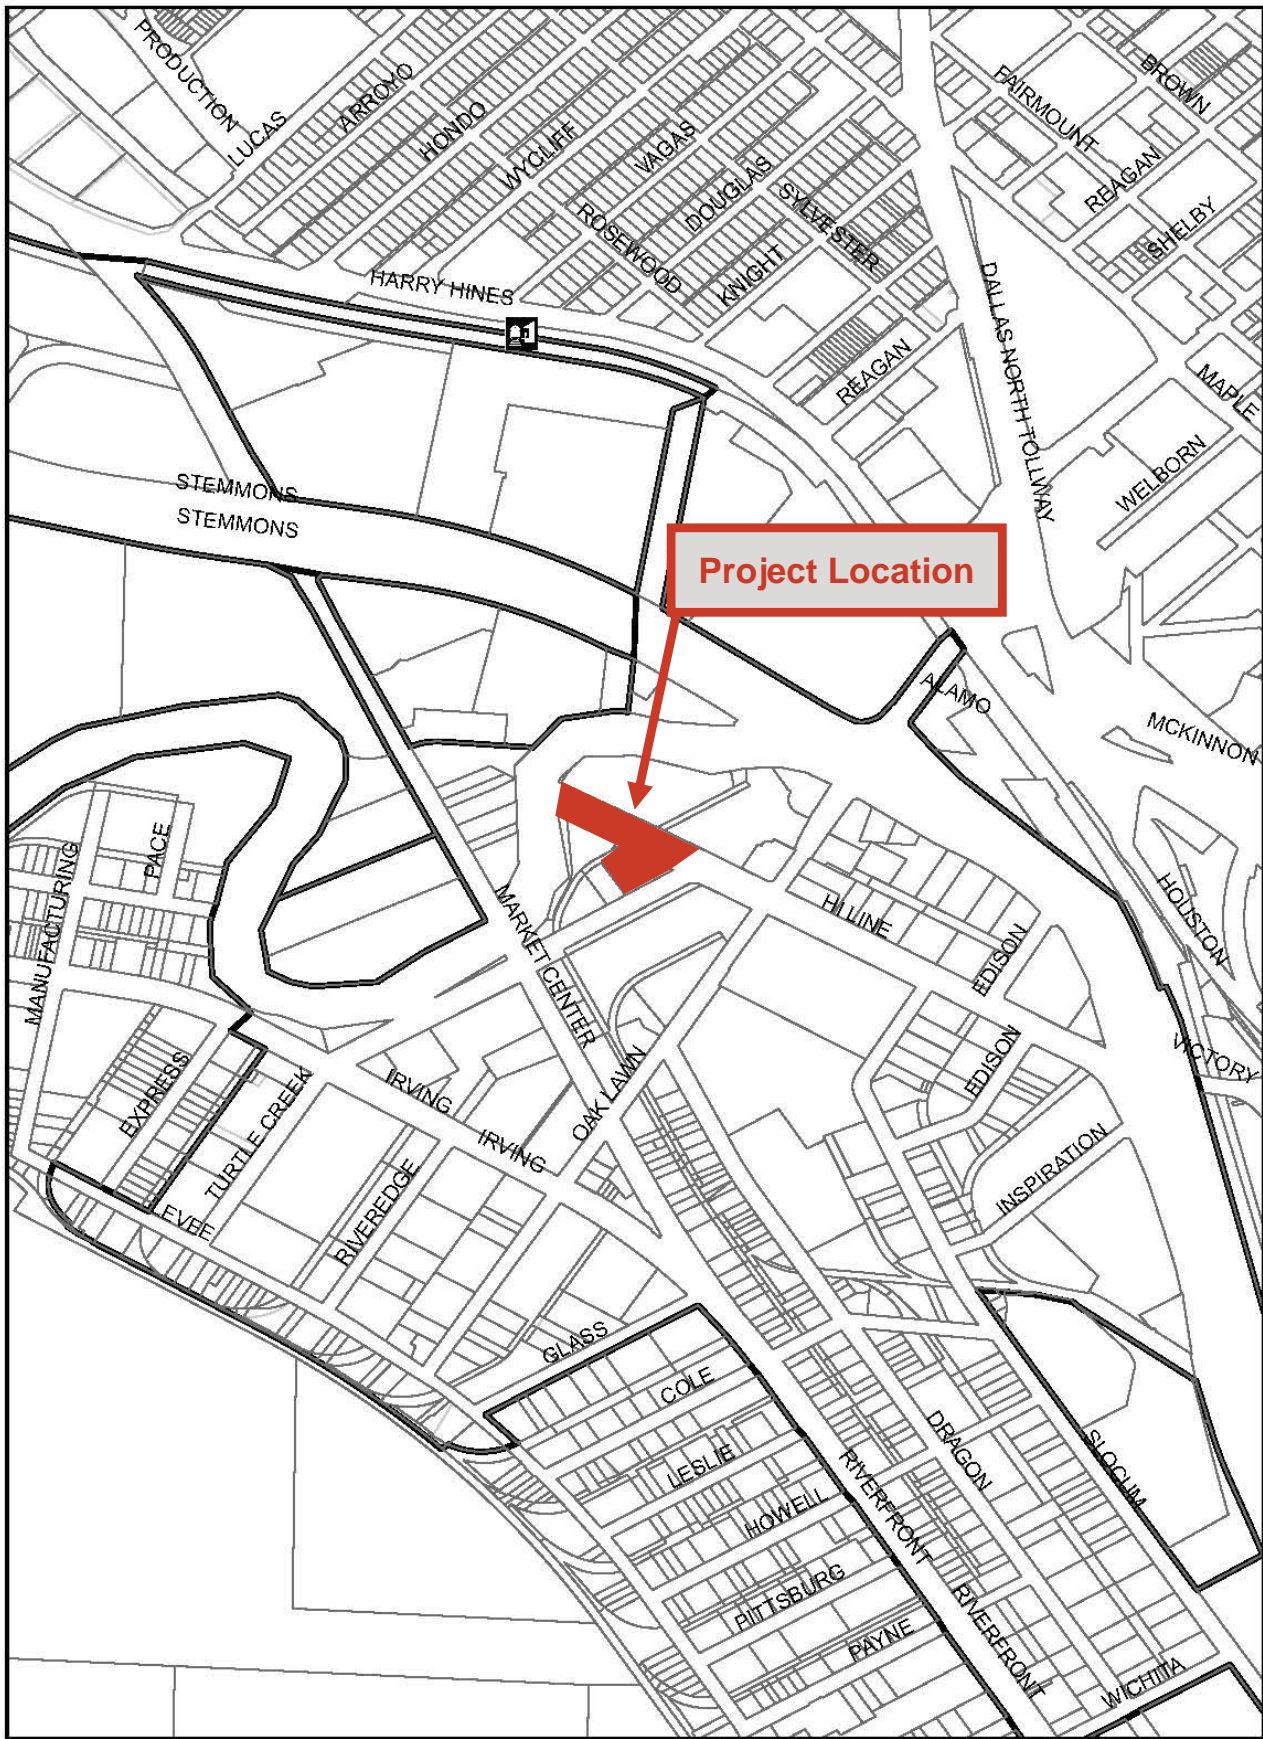 PRODUCTION
LUCAS
ARROYO
HONDO
WYCLIFF
VAGAS
ROSEWOOD
DOUGLAS
SYLVESTER
KNIGHT
FAIRMOUNT
BROWN
REAGAN
SHELBY
HARRY HINES
DALLAS NORTH TOLLWAY
REAGAN
MAPLE
WELBORN
STEMMONS
STEMMONS
Project Location
ALAMO
MCKINNON
PACE
MANUFACTURING
MARKET CENTER
HI LINE
EDISON
HOUSTON
EDISON
VICTORY
EXPRESS
TURTLE CREEK
IRVING
IRVING
OAK LAWN
INSPIRATION
RIVEREDGE
EVEE
GLASS
COLE
LESLIE
HOWELL
PITTSBURG
PAYNE
RIVERFRONT
DRAGON
SLOCUM
RIVERFRONT
WICHITA